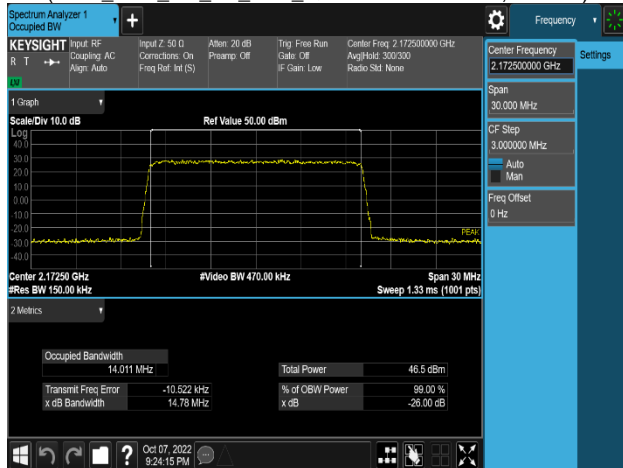 Spectrum Analyzer 1
Occupied BW
Frequency
KEYSIGHT
R T
Input: RF
Coupling: AC
Align: Auto
Input Z: 50 Ω
Corrections: On
Freq Ref: Int (S)
Atten: 20 dB
Preamp: Off
Trig: Free Run
Gate: Off
IF Gain: Low
Center Freq: 2.172500000 GHz
Avg|Hold: 300/300
Radio Std: None
Center Frequency
2.172500000 GHz
Settings
Span
30.000 MHz
CF Step
3.000000 MHz
Auto
Man
Freq Offset
0 Hz
1 Graph
Scale/Div 10.0 dB
Ref Value 50.00 dBm
Log
40.0
30.0
20.0
10.0
0.00
-10.0
-20.0
-30.0
-40.0
PEAK
Center 2.17250 GHz
#Video BW 470.00 kHz
Span 30 MHz
#Res BW 150.00 kHz
Sweep 1.33 ms (1001 pts)
2 Metrics
Occupied Bandwidth
14.011 MHz
Total Power
46.5 dBm
Transmit Freq Error
-10.522 kHz
% of OBW Power
99.00 %
x dB Bandwidth
14.78 MHz
x dB
-26.00 dB
Oct 07, 2022
9:24:15 PM